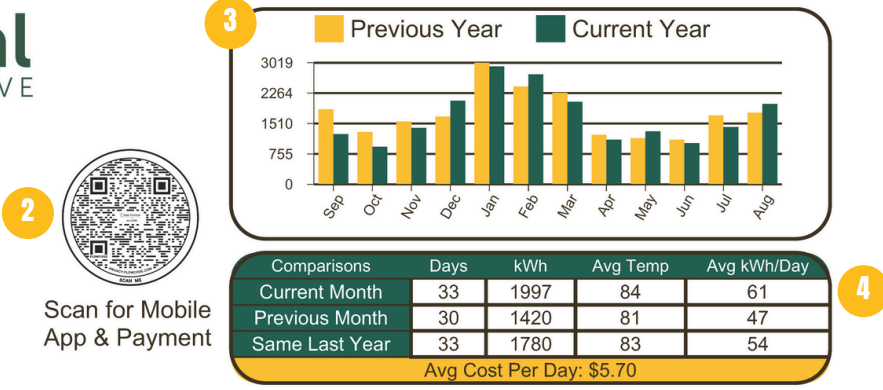 al
VE
3
Previous Year Current Year
3019
2264
1510
755
0
Sep Oct Nov Dec Jan Feb Mar Apr May Jun Jul Aug
2
SCAN ME
Scan for Mobile
App & Payment
Comparisons Days kWh Avg Temp Avg kWh/Day
Current Month 33 1997 84 61
Previous Month 30 1420 81 47
Same Last Year 33 1780 83 54
Avg Cost Per Day: $5.70
4